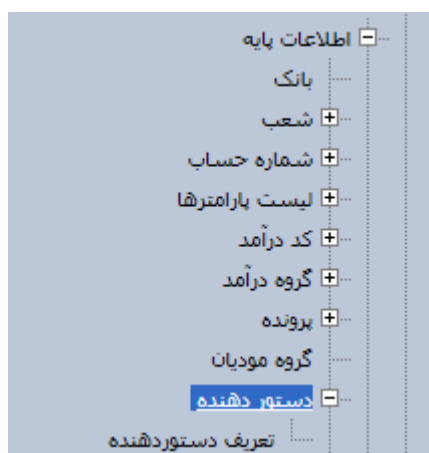 اطلاعات پایه
بانک
شعب
شماره حساب
لیست پارامترها
کد درآمد
گروه درآمد
پرونده
گروه مودیان
دستور دهنده
تعریف دستوردهنده